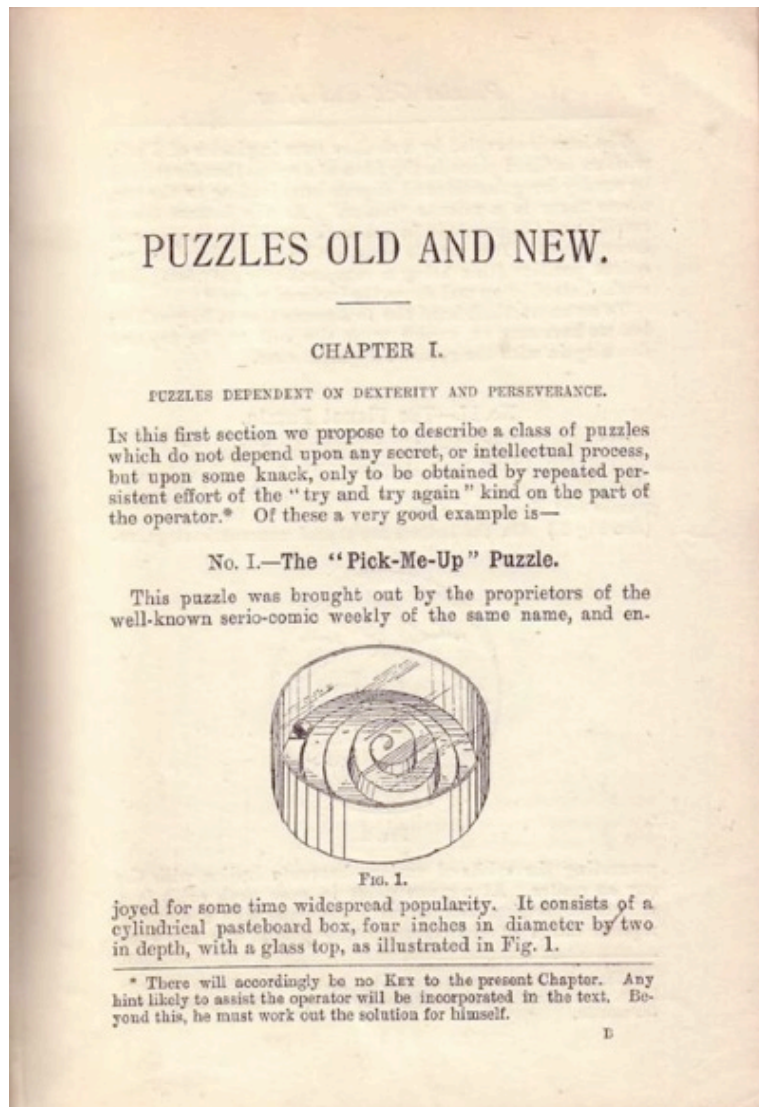 PUZZLES OLD AND NEW.
CHAPTER I.
PUZZLES DEPENDENT ON DEXTERITY AND PERSEVERANCE.
IN this first section we propose to describe a class of puzzles
which do not depend upon any secret, or intellectual process,
but upon some knack, only to be obtained by repeated per-
sistent effort of the "try and try again" kind on the part of
the operator.* Of these a very good example is—
No. I.—The "Pick-Me-Up" Puzzle.
This puzzle was brought out by the proprietors of the
well-known serio-comic weekly of the same name, and en-
FIG. 1.
joyed for some time widespread popularity. It consists of a
cylindrical pasteboard box, four inches in diameter by two
in depth, with a glass top, as illustrated in Fig. 1.
* There will accordingly be no KEY to the present Chapter. Any
hint likely to assist the operator will be incorporated in the text. Be-
yond this, he must work out the solution for himself.
B